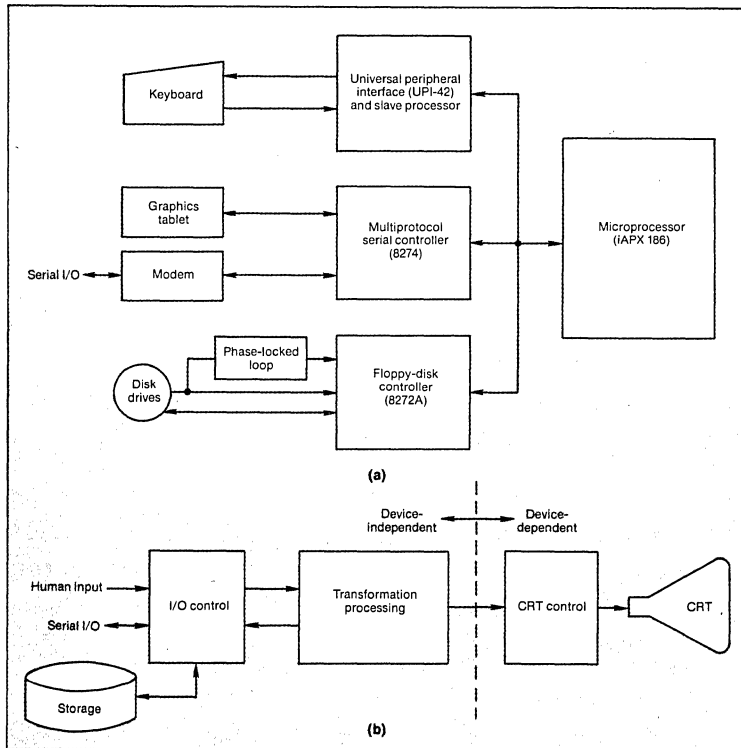 Keyboard
Universal peripheral
interface (UPI-42)
and slave processor
Graphics
tablet
Multiprotocol
serial controller
(8274)
Microprocessor
(iAPX 186)
Serial I/O
Modem
Phase-locked
loop
Disk
drives
Floppy-disk
controller
(8272A)
(a)
Device-
independent
Device-
dependent
Human Input
I/O control
Transformation
processing
CRT control
CRT
Serial I/O
Storage
(b)